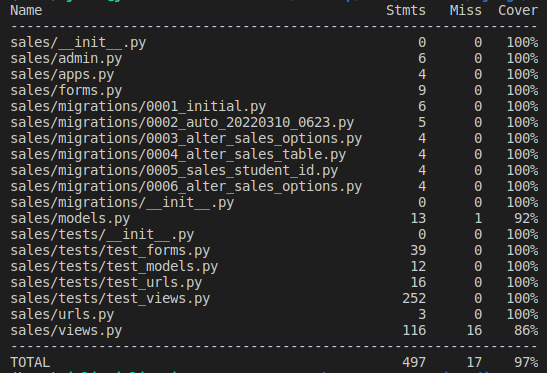 Name Stmts Miss Cover
---------------------------------------------------------------
sales/__init__.py 0 0 100%
sales/admin.py 6 0 100%
sales/apps.py 4 0 100%
sales/forms.py 9 0 100%
sales/migrations/0001_initial.py 6 0 100%
sales/migrations/0002_auto_20220310_0623.py 5 0 100%
sales/migrations/0003_alter_sales_options.py 4 0 100%
sales/migrations/0004_alter_sales_table.py 4 0 100%
sales/migrations/0005_sales_student_id.py 4 0 100%
sales/migrations/0006_alter_sales_options.py 4 0 100%
sales/migrations/__init__.py 0 0 100%
sales/models.py 13 1 92%
sales/tests/__init__.py 0 0 100%
sales/tests/test_forms.py 39 0 100%
sales/tests/test_models.py 12 0 100%
sales/tests/test_urls.py 16 0 100%
sales/tests/test_views.py 252 0 100%
sales/urls.py 3 0 100%
sales/views.py 116 16 86%
---------------------------------------------------------------
TOTAL 497 17 97%